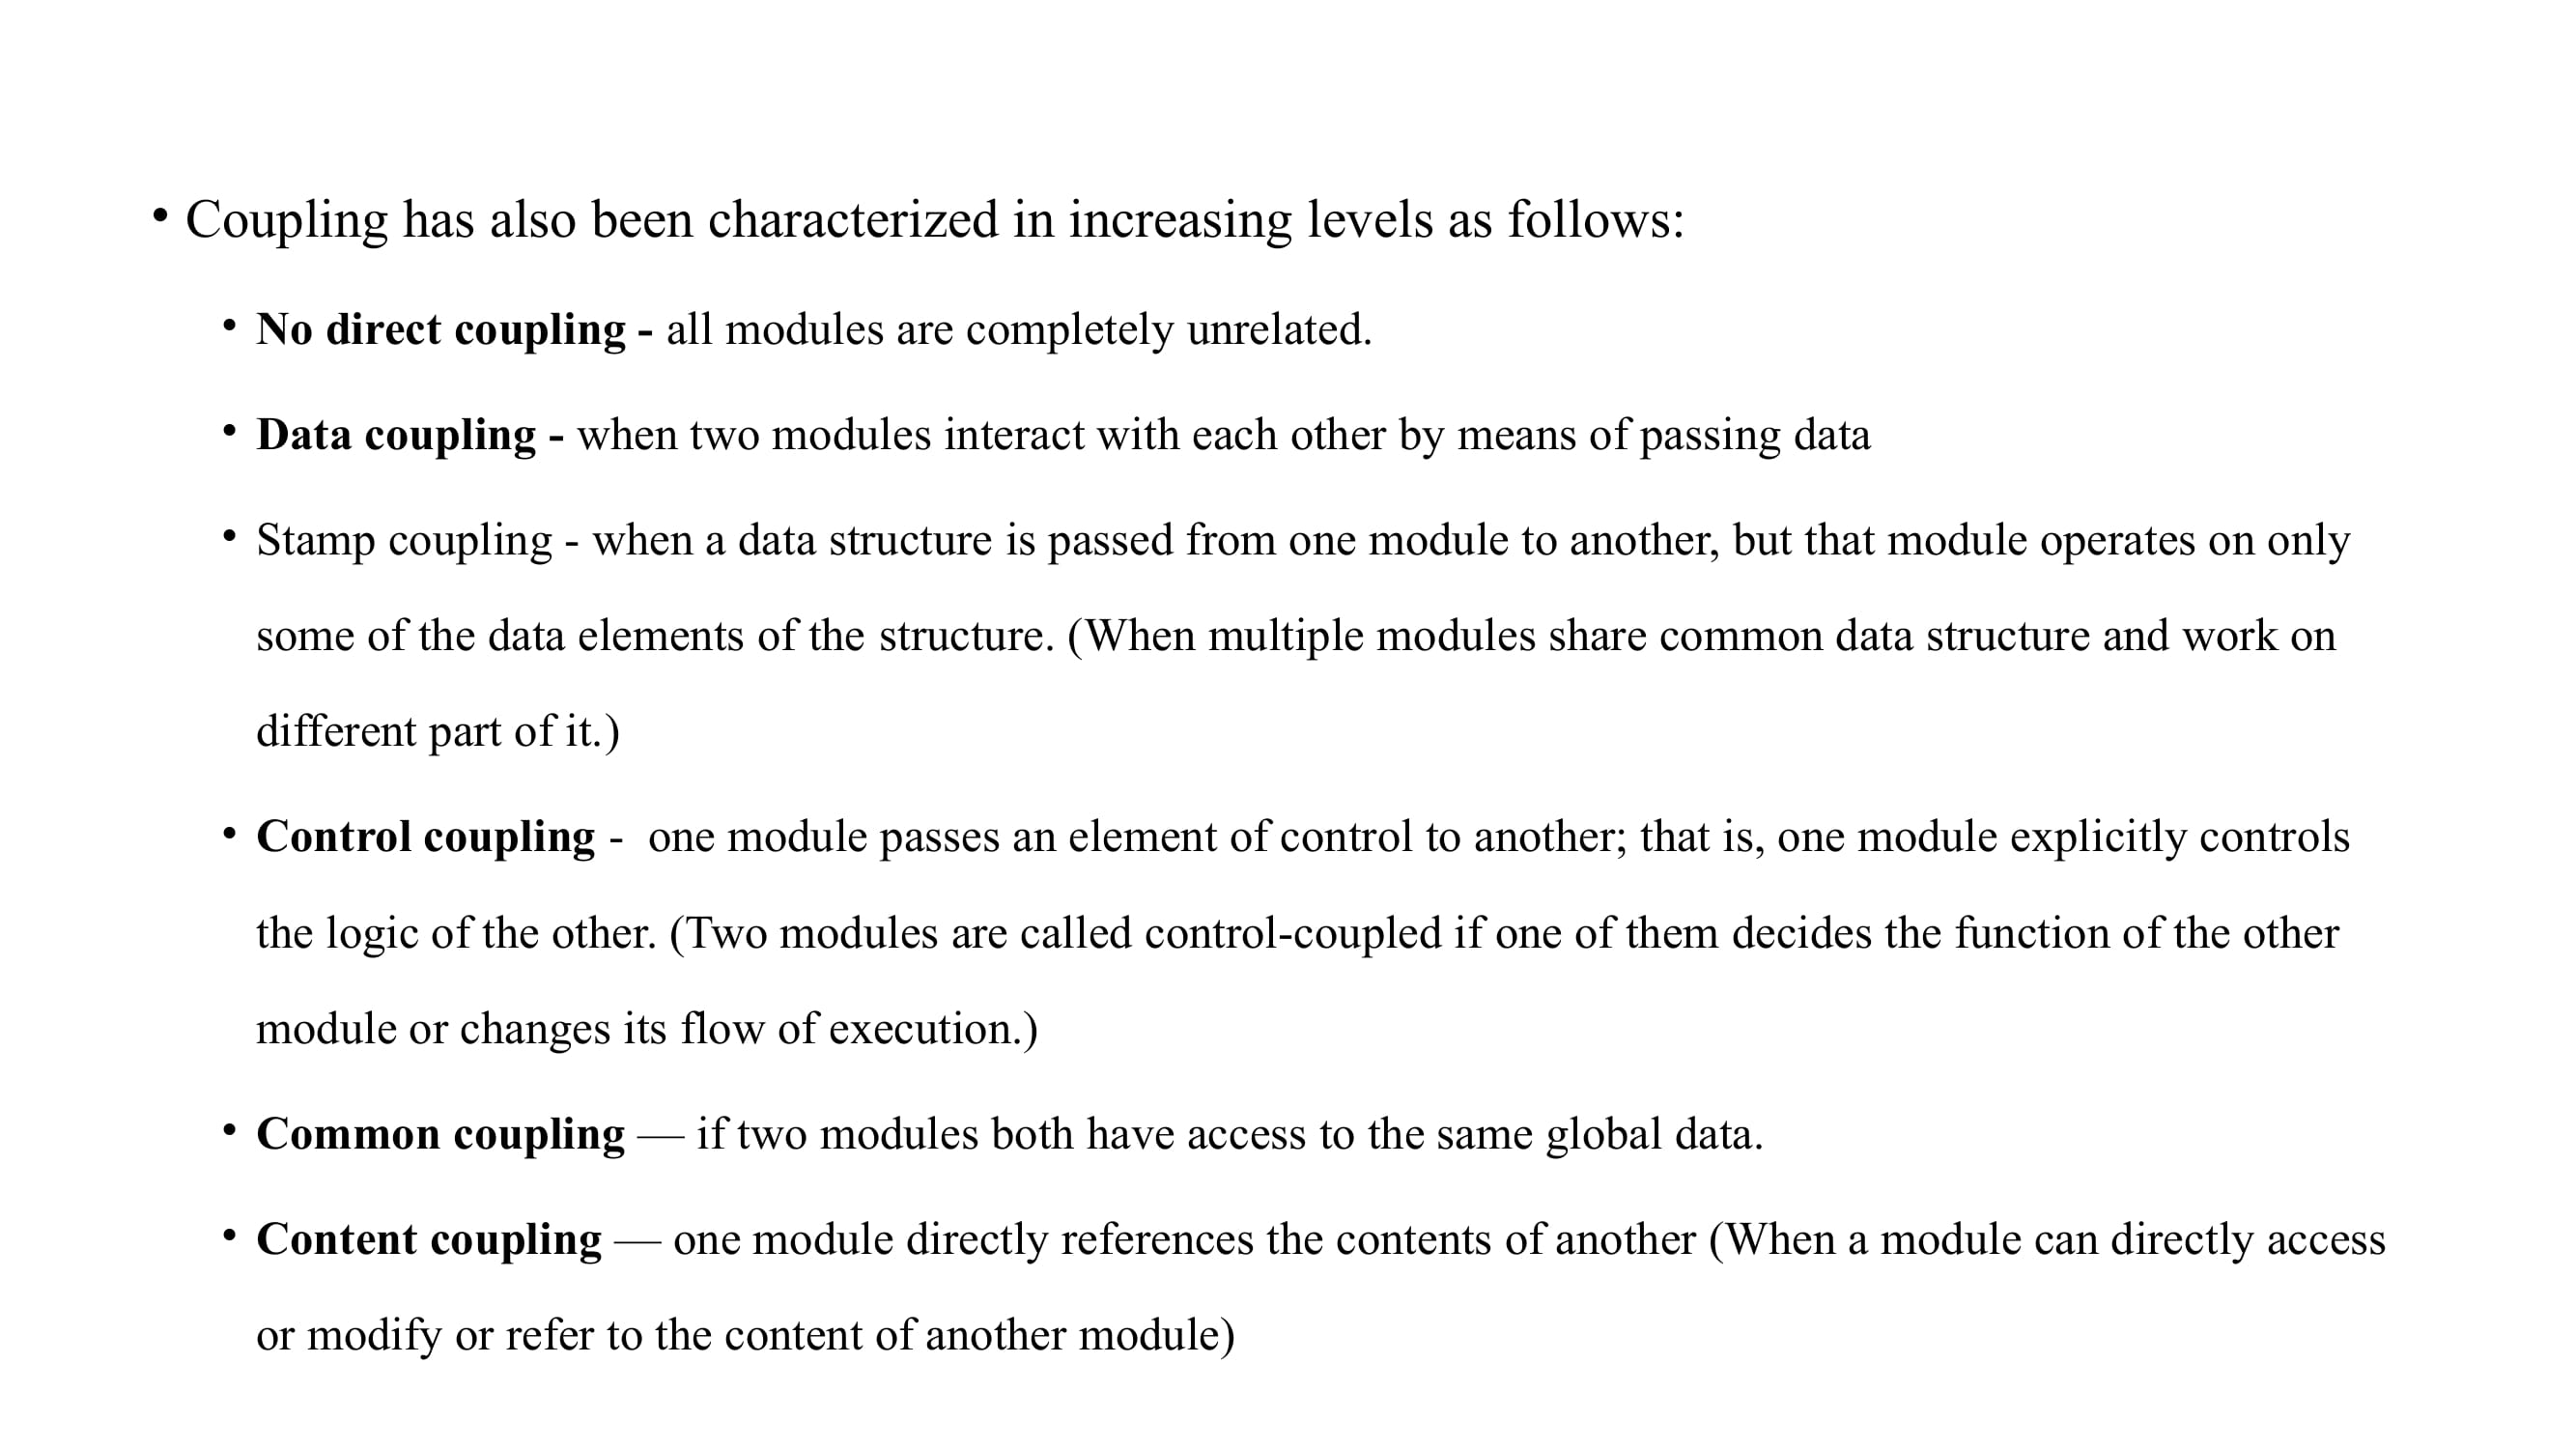 • Coupling has also been characterized in increasing levels as follows:
• No direct coupling - all modules are completely unrelated.
• Data coupling - when two modules interact with each other by means of passing data
• Stamp coupling - when a data structure is passed from one module to another, but that module operates on only
some of the data elements of the structure. (When multiple modules share common data structure and work on
different part of it.)
• Control coupling -  one module passes an element of control to another; that is, one module explicitly controls
the logic of the other. (Two modules are called control-coupled if one of them decides the function of the other
module or changes its flow of execution.)
• Common coupling — if two modules both have access to the same global data.
• Content coupling — one module directly references the contents of another (When a module can directly access
or modify or refer to the content of another module)